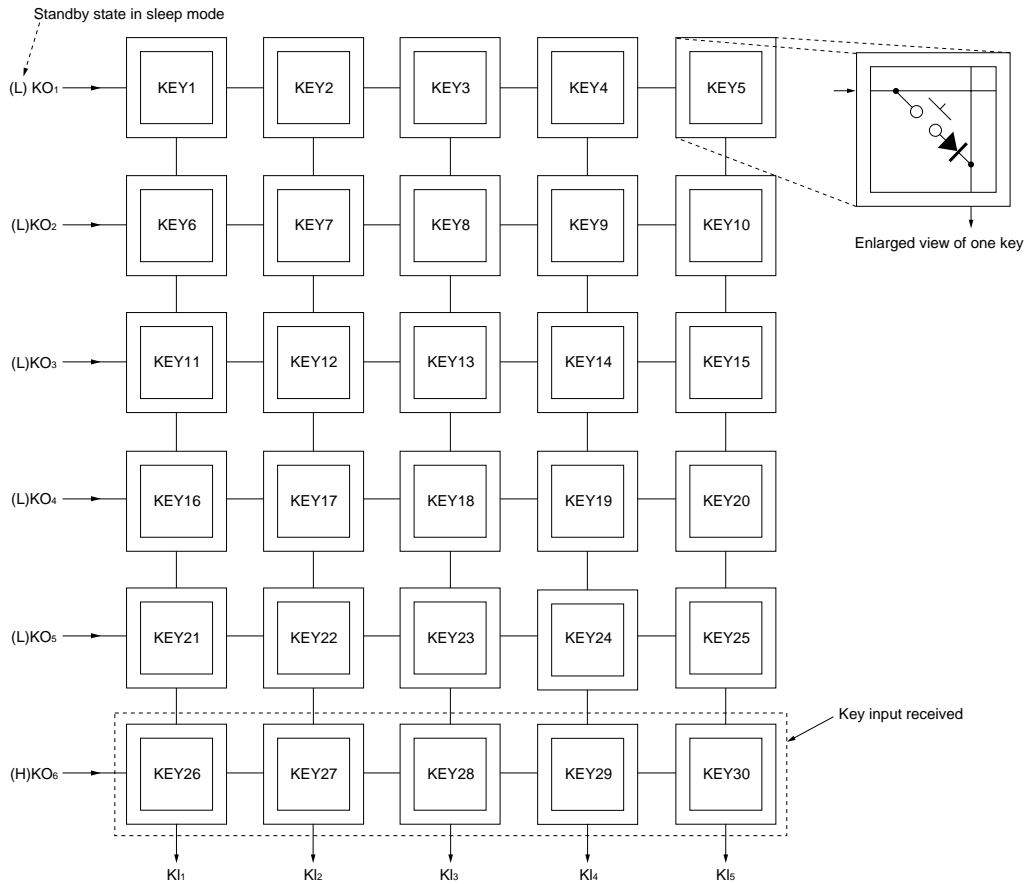 Standby state in sleep mode
(L) KO1
KEY1 KEY2 KEY3 KEY4 KEY5
Enlarged view of one key
(L)KO2
KEY6 KEY7 KEY8 KEY9 KEY10
(L)KO3
KEY11 KEY12 KEY13 KEY14 KEY15
(L)KO4
KEY16 KEY17 KEY18 KEY19 KEY20
(L)KO5
KEY21 KEY22 KEY23 KEY24 KEY25
Key input received
(H)KO6
KEY26 KEY27 KEY28 KEY29 KEY30
KI1 KI2 KI3 KI4 KI5